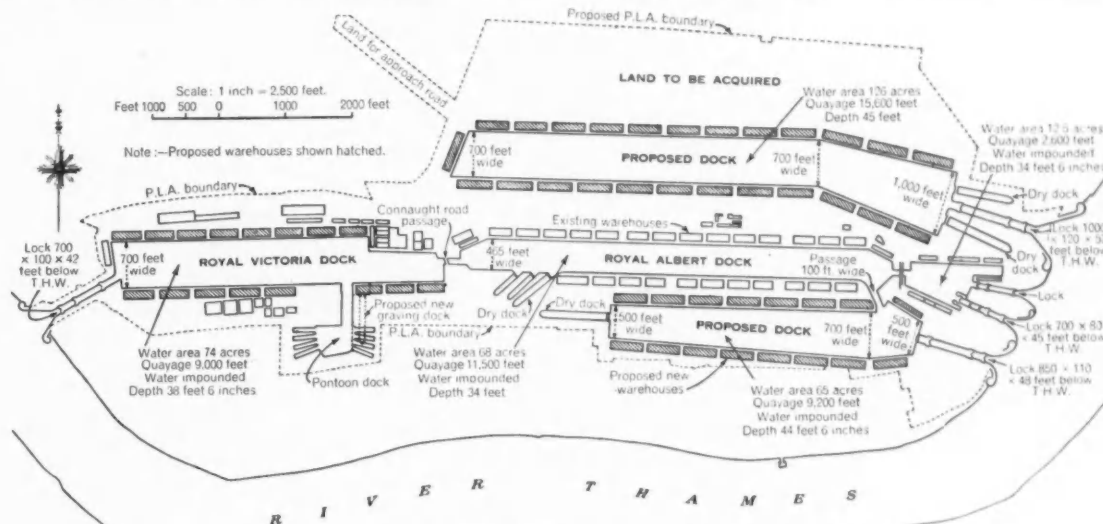 Proposed P.L.A. boundary
Land for approach road
LAND TO BE ACQUIRED
Scale: 1 inch = 2,500 feet.
Feet 1000 500 0 1000 2000 feet
Note:—Proposed warehouses shown hatched.
Water area 126 acres
Quayage 15,600 feet
Depth 45 feet
Water area 12.5 acres
Quayage 2,600 feet
Water impounded
Depth 34 feet 6 inches
700 feet
wide
PROPOSED DOCK
700 feet
wide
1,000 feet
wide
Dry dock
P.L.A. boundary
Connaught road
passage
Existing warehouses
Lock 700
× 100 × 42
feet below
T.H.W.
700 feet
wide
ROYAL VICTORIA DOCK
465 feet
wide
ROYAL ALBERT DOCK
Passage
100 ft. wide
Lock 1000
× 120 ×
feet below
T.H.W.
Dry dock
Lock
Proposed new
graving dock
Dry dock
Dry dock
P.L.A. boundary
500 feet
wide
PROPOSED DOCK
700 feet
wide
500 feet
wide
Lock 700 × 80
× 45 feet below
T.H.W.
Lock 850 × 110
× 48 feet below
T.H.W.
Water area 74 acres
Quayage 9,000 feet
Water impounded
Depth 38 feet 6 inches
Pontoon dock
Water area 68 acres
Quayage 11,500 feet
Water impounded
Depth 34 feet
Proposed new
warehouses
Water area 65 acres
Quayage 9,200 feet
Water impounded
Depth 44 feet 6 inches
RIVER THAMES